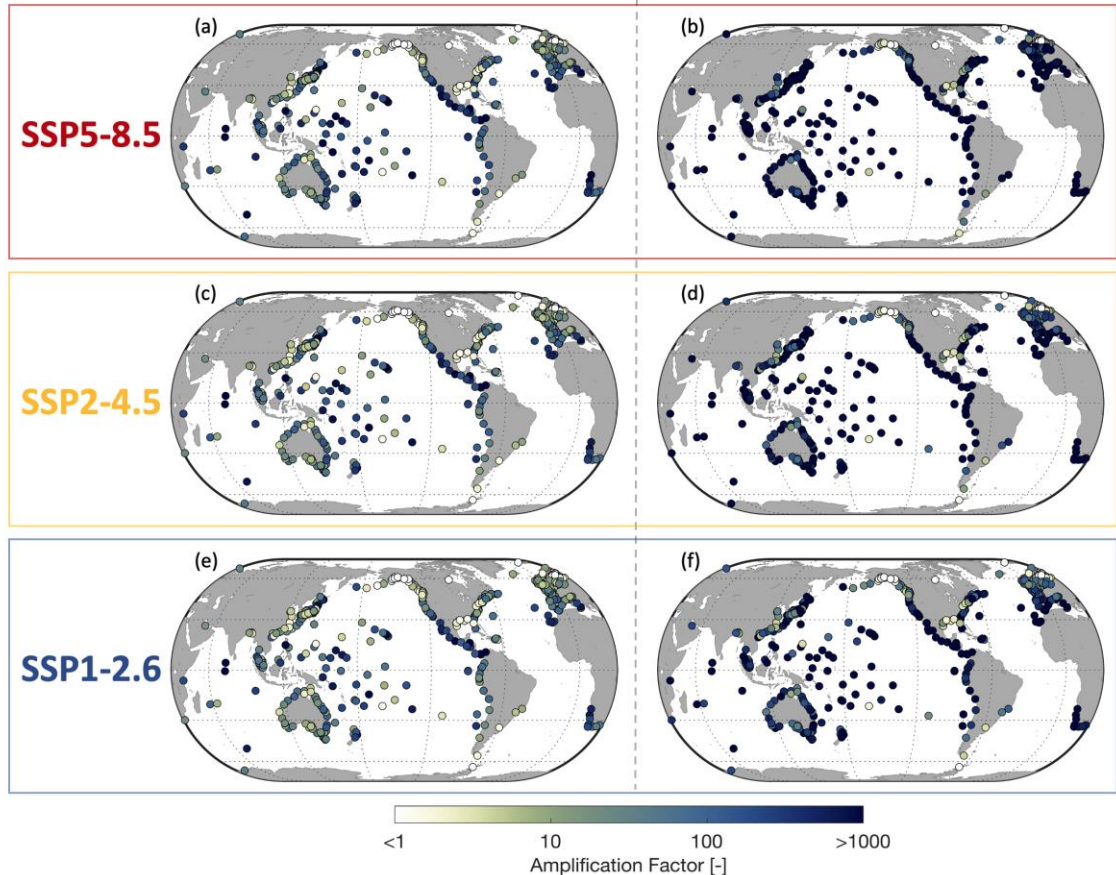 (a)
(b)
SSP5-8.5
(c)
(d)
SSP2-4.5
(e)
(f)
SSP1-2.6
<1
10
100
>1000
Amplification Factor [-]